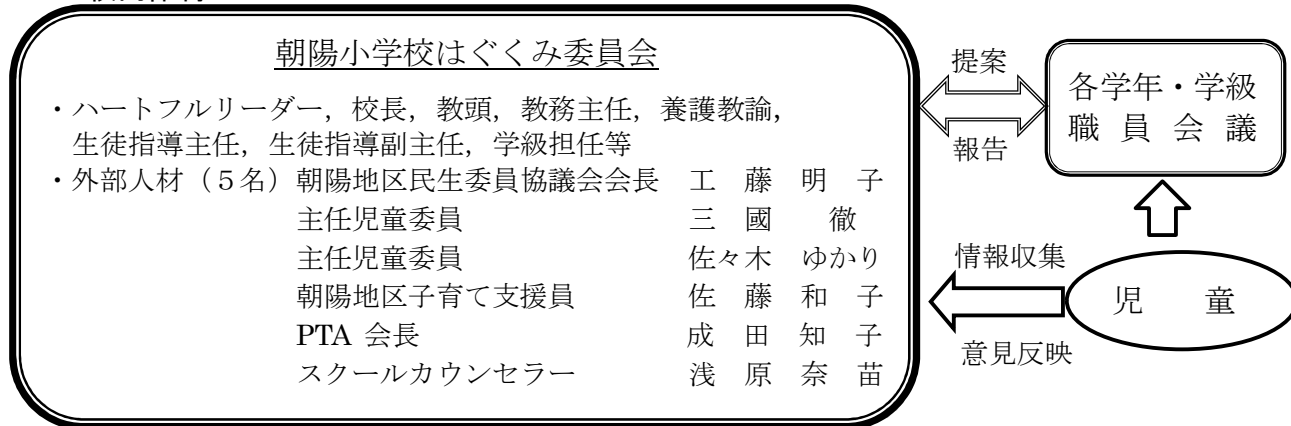 朝陽小学校はぐくみ委員会
・ハートフルリーダー，校長，教頭，教務主任，養護教諭，
生徒指導主任，生徒指導副主任，学級担任等
・外部人材（５名）朝陽地区民生委員協議会会長　工　藤　明　子
主任児童委員　三　國　　徹
主任児童委員　佐々木　ゆかり
朝陽地区子育て支援員　佐　藤　和　子
PTA 会長　成　田　知　子
スクールカウンセラー　浅　原　奈　苗
提案
報告
各学年・学級
職　員　会　議
情報収集
意見反映
児　　童